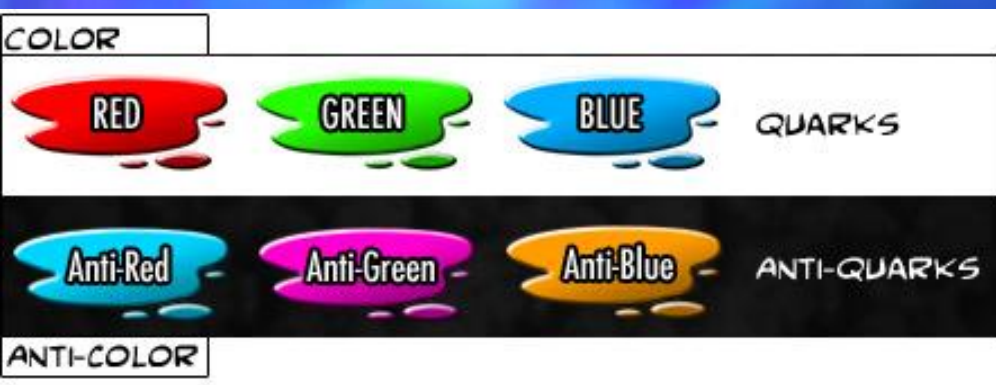 COLOR
RED GREEN BLUE QUARKS
Anti-Red Anti-Green Anti-Blue ANTI-QUARKS
ANTI-COLOR